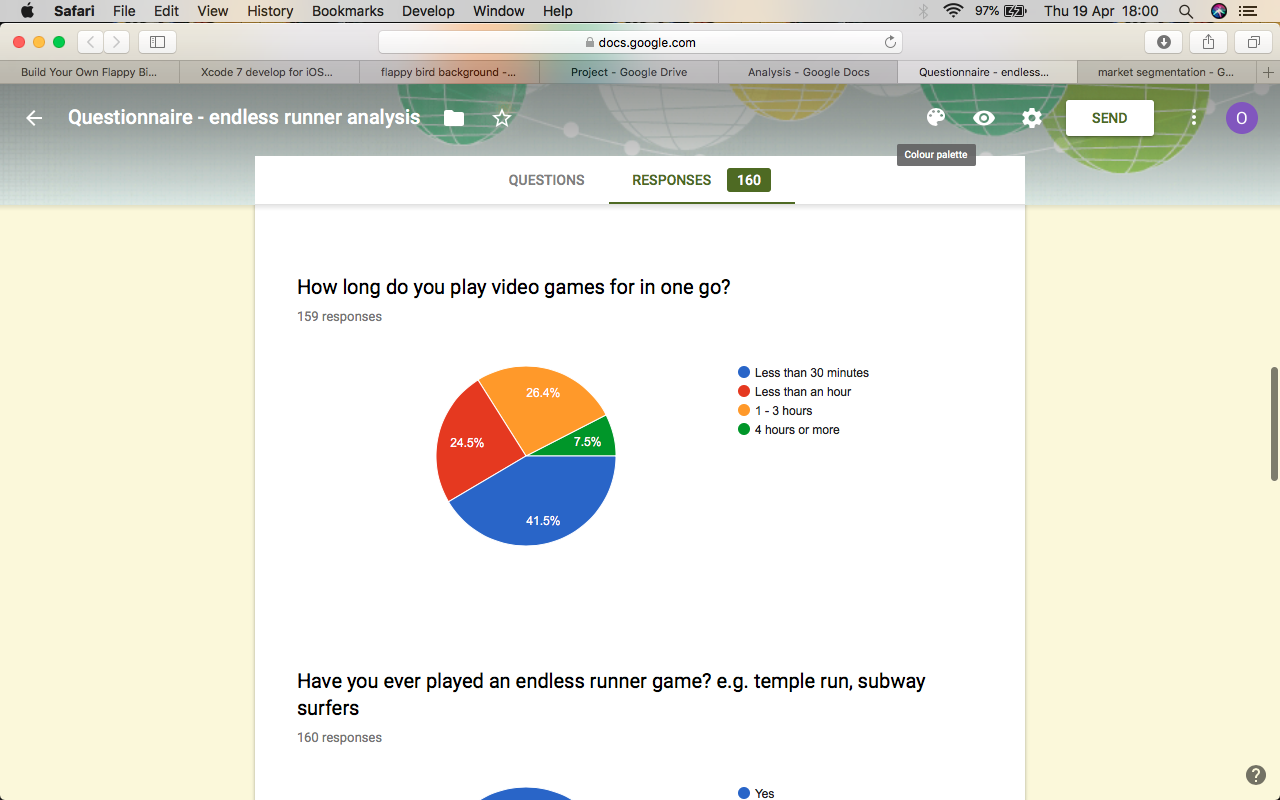 Safari File Edit View History Bookmarks Develop Window Help 97% Thu 19 Apr 18:00
docs.google.com
Build Your Own Flappy Bi... Xcode 7 develop for iOS... flappy bird background -... Project - Google Drive Analysis - Google Docs Questionnaire - endless... market segmentation - G...
Questionnaire - endless runner analysis SEND O
Colour palette
QUESTIONS RESPONSES 160
How long do you play video games for in one go?
159 responses
Less than 30 minutes
Less than an hour
1 - 3 hours
4 hours or more
26.4%
24.5%
7.5%
41.5%
Have you ever played an endless runner game? e.g. temple run, subway
surfers
160 responses
Yes